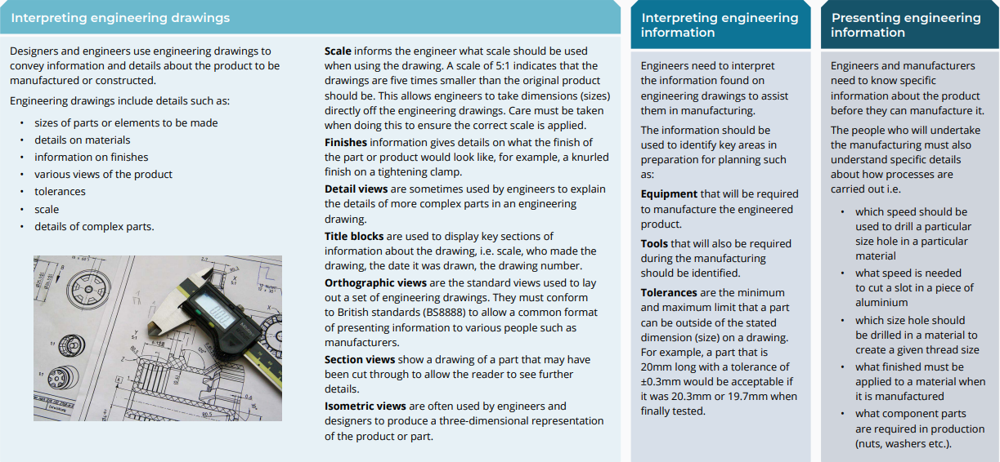 Interpreting engineering drawings
Designers and engineers use engineering drawings to
convey information and details about the product to be
manufactured or constructed.
Engineering drawings include details such as:
• sizes of parts or elements to be made
• details on materials
• information on finishes
• various views of the product
• tolerances
• scale
• details of complex parts.
Scale informs the engineer what scale should be used
when using the drawing. A scale of 5:1 indicates that the
drawings are five times smaller than the original product
should be. This allows engineers to take dimensions (sizes)
directly off the engineering drawings. Care must be taken
when doing this to ensure the correct scale is applied.
Finishes information gives details on what the finish of
the part or product would look like, for example, a knurled
finish on a tightening clamp.
Detail views are sometimes used by engineers to explain
the details of more complex parts in an engineering
drawing.
Title blocks are used to display key sections of
information about the drawing, i.e. scale, who made the
drawing, the date it was drawn, the drawing number.
Orthographic views are the standard views used to lay
out a set of engineering drawings. They must conform
to British standards (BS8888) to allow a common format
of presenting information to various people such as
manufacturers.
Section views show a drawing of a part that may have
been cut through to allow the reader to see further
details.
Isometric views are often used by engineers and
designers to produce a three-dimensional representation
of the product or part.
Interpreting engineering
information
Engineers need to interpret
the information found on
engineering drawings to assist
them in manufacturing.
The information should be
used to identify key areas in
preparation for planning such
as:
Equipment that will be required
to manufacture the engineered
product.
Tools that will also be required
during the manufacturing
should be identified.
Tolerances are the minimum
and maximum limit that a part
can be outside of the stated
dimension (size) on a drawing.
For example, a part that is
20mm long with a tolerance of
±0.3mm would be acceptable if
it was 20.3mm or 19.7mm when
finally tested.
Presenting engineering
information
Engineers and manufacturers
need to know specific
information about the product
before they can manufacture it.
The people who will undertake
the manufacturing must also
understand specific details
about how processes are
carried out i.e.
• which speed should be
used to drill a particular
size hole in a particular
material
• what speed is needed
to cut a slot in a piece of
aluminium
• which size hole should
be drilled in a material to
create a given thread size
• what finished must be
applied to a material when
it is manufactured
• what component parts
are required in production
(nuts, washers etc.).